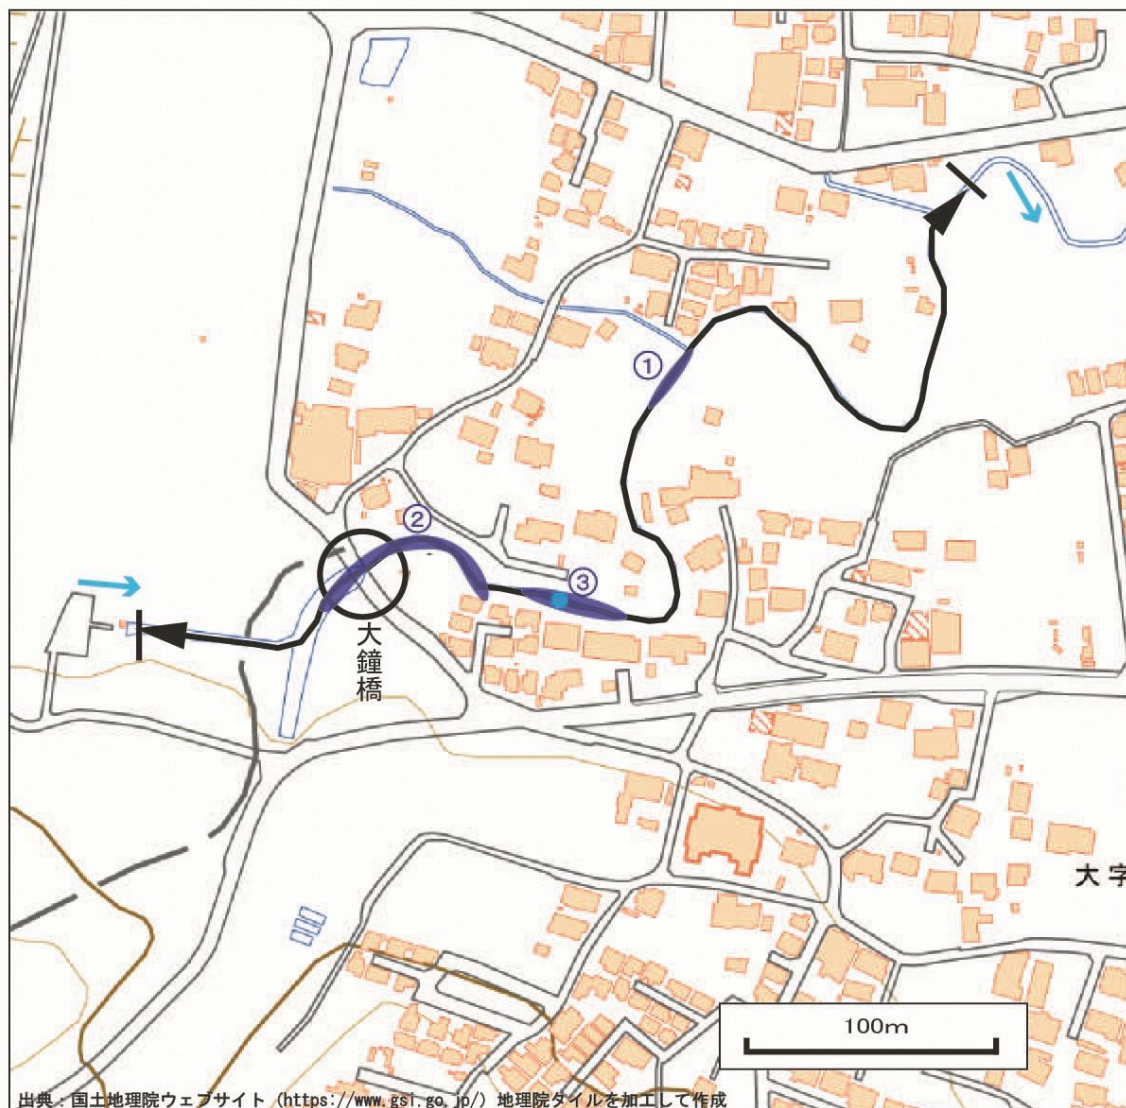 ①
②
③
大鐘橋
大字
100m
出典：国土地理院ウェブサイト（https://www.gsi.go.jp/）地理院タイルを加工して作成